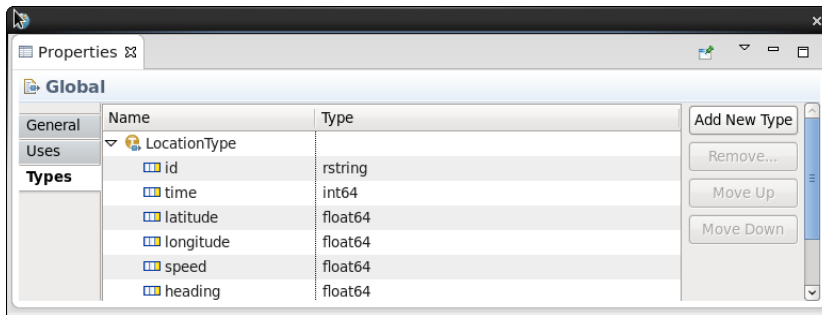 Properties
Global
General
Uses
Types
Name Type
LocationType
id rstring
time int64
latitude float64
longitude float64
speed float64
heading float64
Add New Type
Remove...
Move Up
Move Down